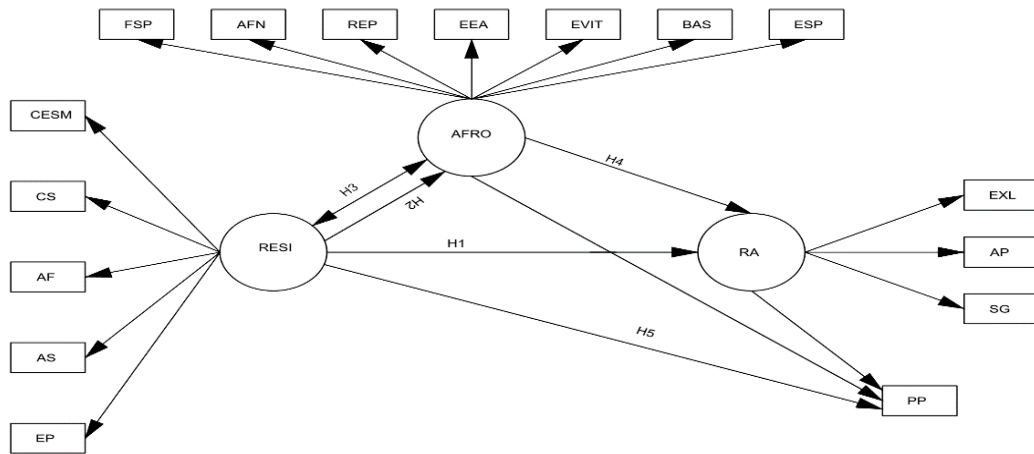 FSP
AFN
REP
EEA
EVIT
BAS
ESP
CESM
AFRO
CS
H3
H2
H4
EXL
RESI
H1
RA
AP
AF
SG
H5
AS
PP
EP